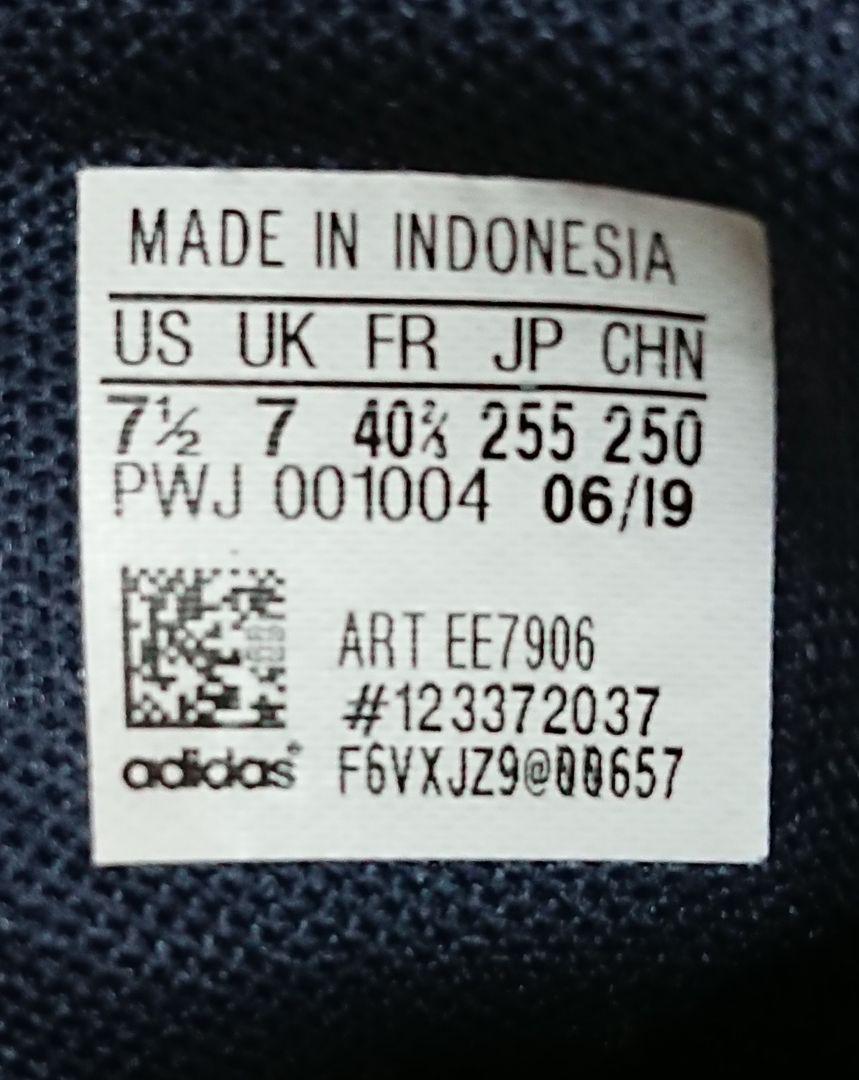 MADE IN INDONESIA
US UK FR JP CHN
7½ 7 40⅔ 255 250
PWJ 001004 06/19
ART EE7906
#123372037
adidas® F6VXJZ9@00657